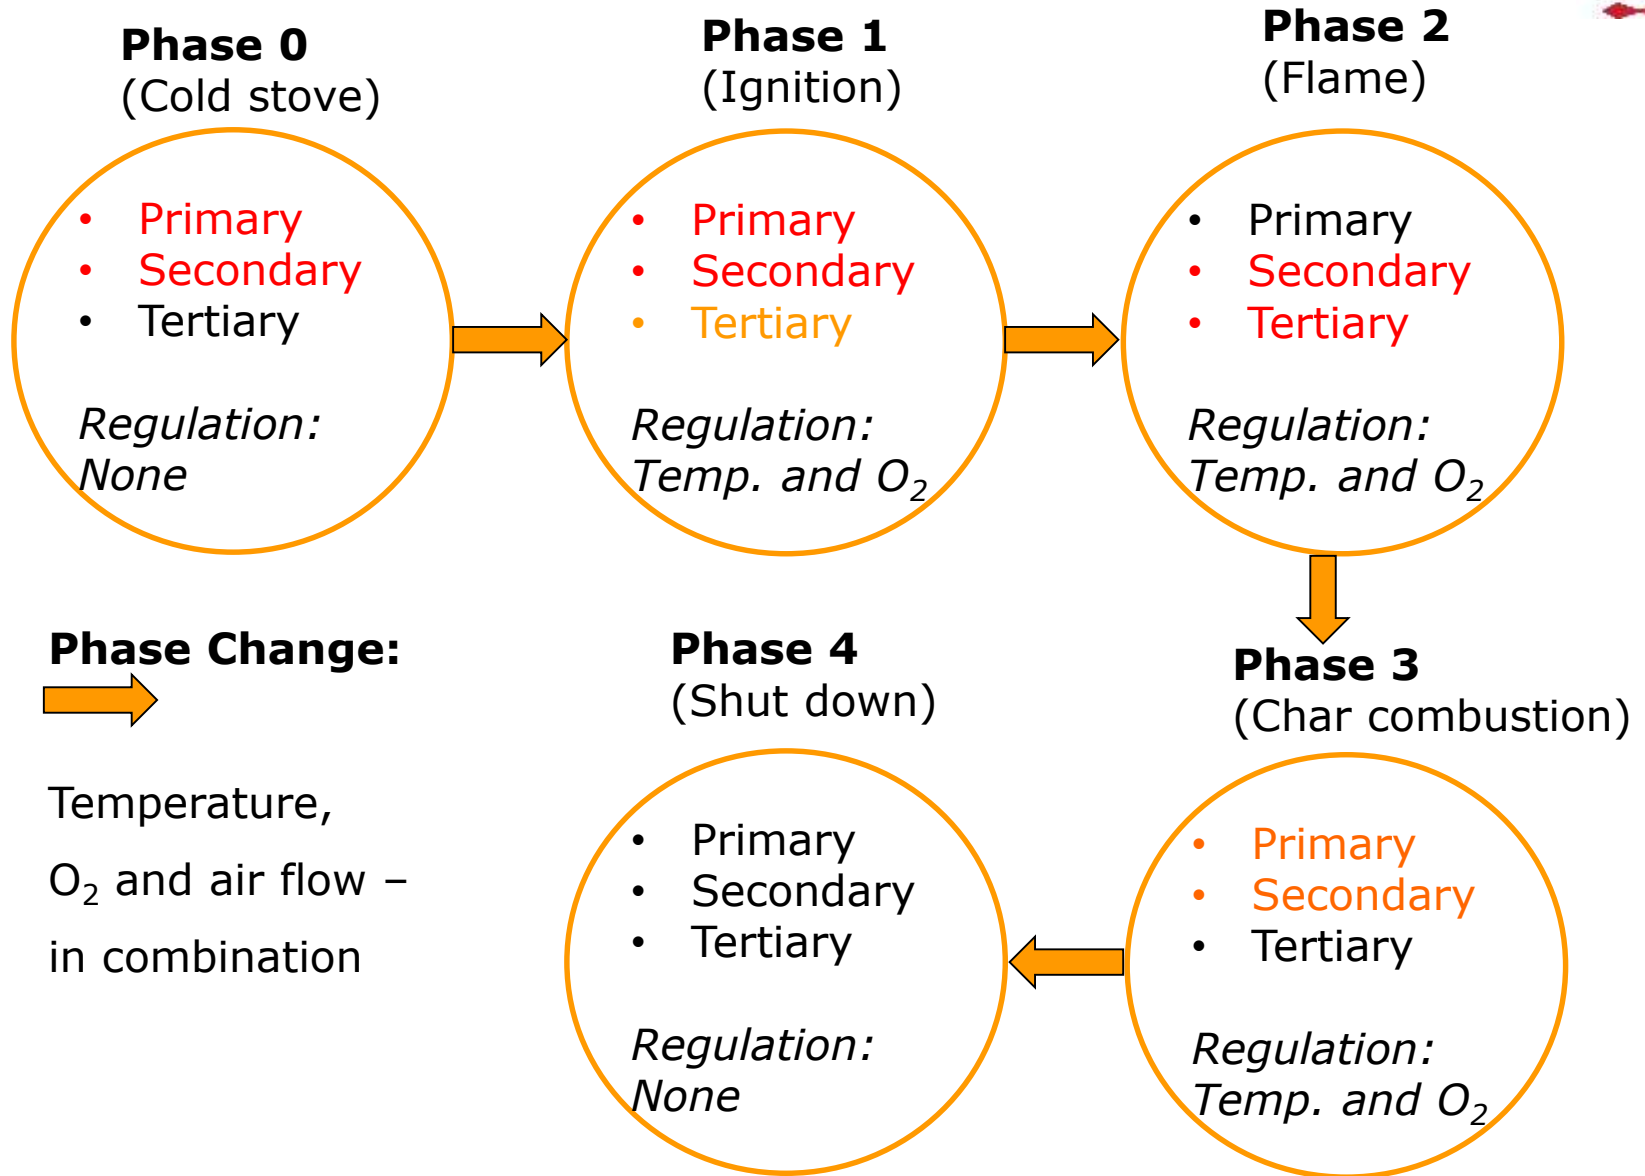 Phase 0
(Cold stove)
• Primary
• Secondary
• Tertiary
Regulation:
None
Phase 1
(Ignition)
• Primary
• Secondary
• Tertiary
Regulation:
Temp. and O₂
Phase 2
(Flame)
• Primary
• Secondary
• Tertiary
Regulation:
Temp. and O₂
Phase Change:
Temperature,
O₂ and air flow –
in combination
Phase 4
(Shut down)
• Primary
• Secondary
• Tertiary
Regulation:
None
Phase 3
(Char combustion)
• Primary
• Secondary
• Tertiary
Regulation:
Temp. and O₂